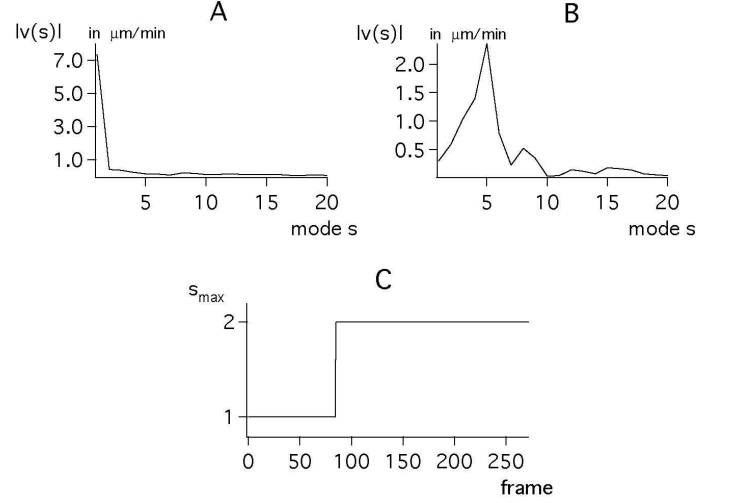 A
|v(s)| in μm/min
7.0
5.0
3.0
1.0
5 10 15 20
mode s
B
|v(s)| in μm/min
2.0
1.5
1.0
0.5
5 10 15 20
mode s
C
smax
2
1
0 50 100 150 200 250
frame